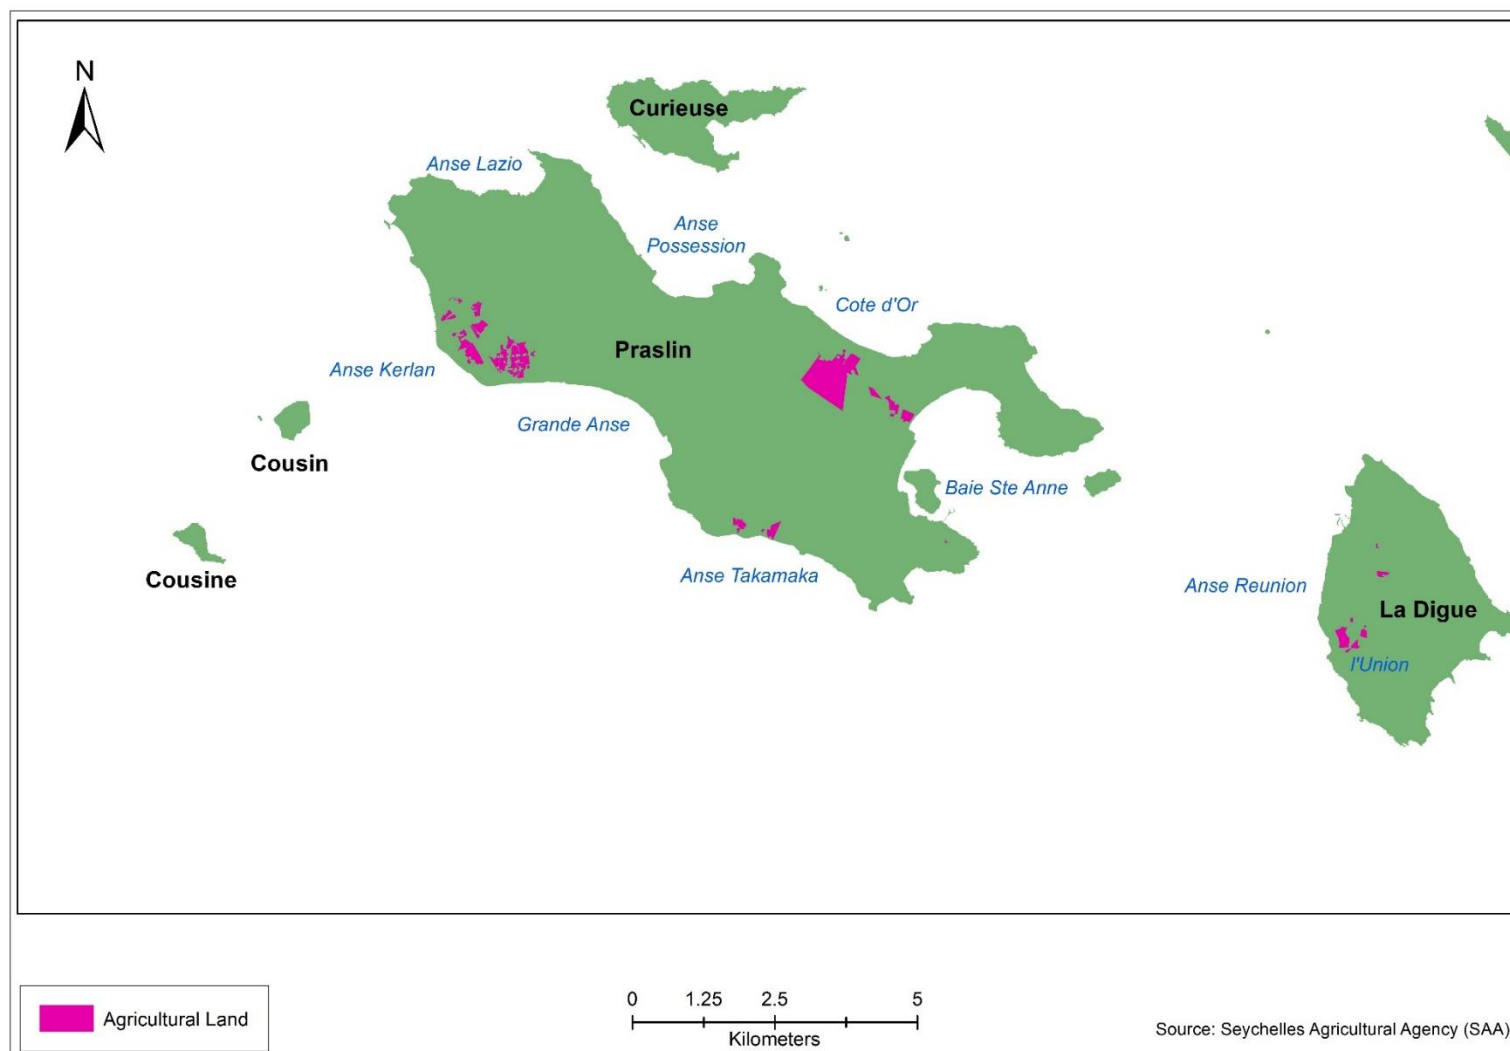 N
Curieuse
Anse Lazio
Anse
Possession
Cote d'Or
Praslin
Anse Kerlan
Grande Anse
Cousin
Baie Ste Anne
Cousine
Anse Takamaka
Anse Reunion
La Digue
l'Union
Agricultural Land
0 1.25 2.5 5
Kilometers
Source: Seychelles Agricultural Agency (SAA)